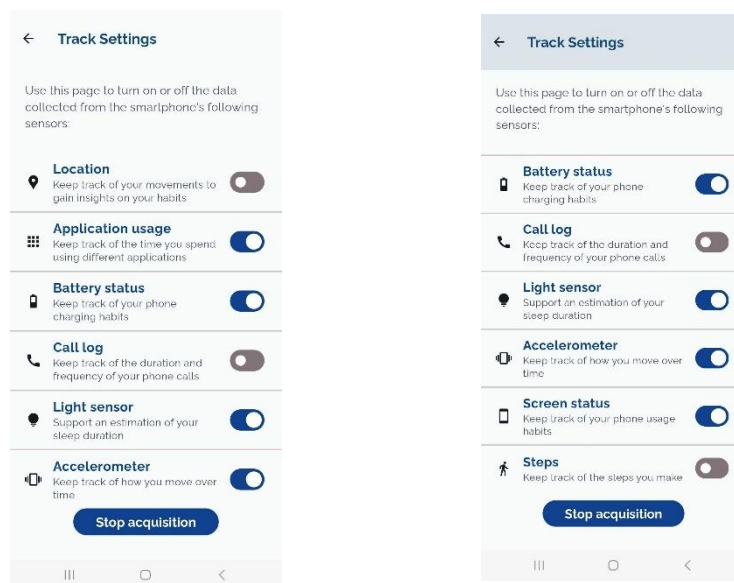 Track Settings
Use this page to turn on or off the data
collected from the smartphone's following
sensors:
Location
Keep track of your movements to
gain insights on your habits
Application usage
Keep track of the time you spend
using different applications
Battery status
Keep track of your phone
charging habits
Call log
Keep track of the duration and
frequency of your phone calls
Light sensor
Support an estimation of your
sleep duration
Accelerometer
Keep track of how you move over
time
Stop acquisition
Track Settings
Use this page to turn on or off the data
collected from the smartphone's following
sensors:
Battery status
Keep track of your phone
charging habits
Call log
Keep track of the duration and
frequency of your phone calls
Light sensor
Support an estimation of your
sleep duration
Accelerometer
Keep track of how you move over
time
Screen status
Keep track of your phone usage
habits
Steps
Keep track of the steps you make
Stop acquisition